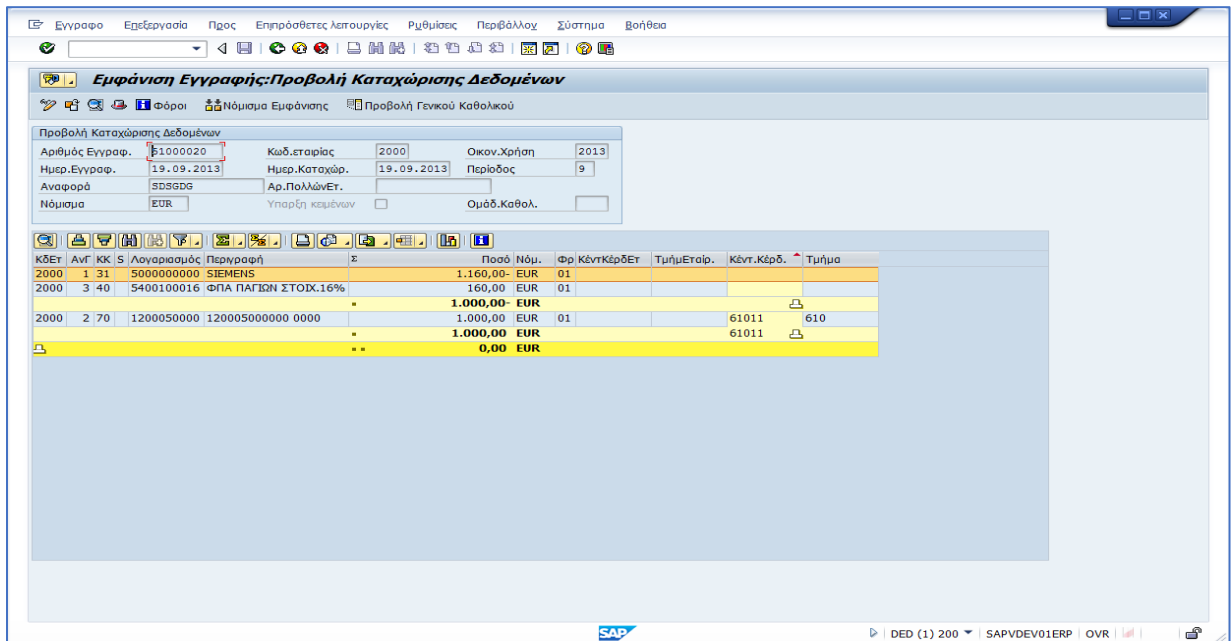 Εγγραφο Επεξεργασία Προς Επιπρόσθετες λειτουργίες Ρυθμίσεις Περιβάλλον Σύστημα Βοήθεια
Εμφάνιση Εγγραφής:Προβολή Καταχώρισης Δεδομένων
Φόροι Νόμισμα Εμφάνισης Προβολή Γενικού Καθολικού
Προβολή Καταχώρισης Δεδομένων
Αριθμός Εγγραφ. 51000020 Κωδ.εταιρίας 2000 Οικον.Χρήση 2013
Ημερ.Εγγραφ. 19.09.2013 Ημερ.Καταχώρ. 19.09.2013 Περίοδος 9
Αναφορά SDSGDG Αρ.ΠολλώνΕτ.
Νόμισμα EUR Υπαρξη κειμένων Ομάδ.Καθολ.
ΚδΕτ ΑνΓ ΚΚ S Λογαριασμός Περιγραφή Σ Ποσό Νόμ. Φρ ΚέντΚέρδΕτ ΤμήμΕταίρ. Κέντ.Κέρδ. Τμήμα
2000 1 31 5000000000 SIEMENS 1.160,00- EUR 01
2000 3 40 5400100016 ΦΠΑ ΠΑΓΙΩΝ ΣΤΟΙΧ.16% 160,00 EUR 01
1.000,00- EUR
2000 2 70 1200050000 120005000000 0000 1.000,00 EUR 01 61011 610
1.000,00 EUR 61011
0,00 EUR
SAP DED (1) 200 SAPVDEV01ERP OVR